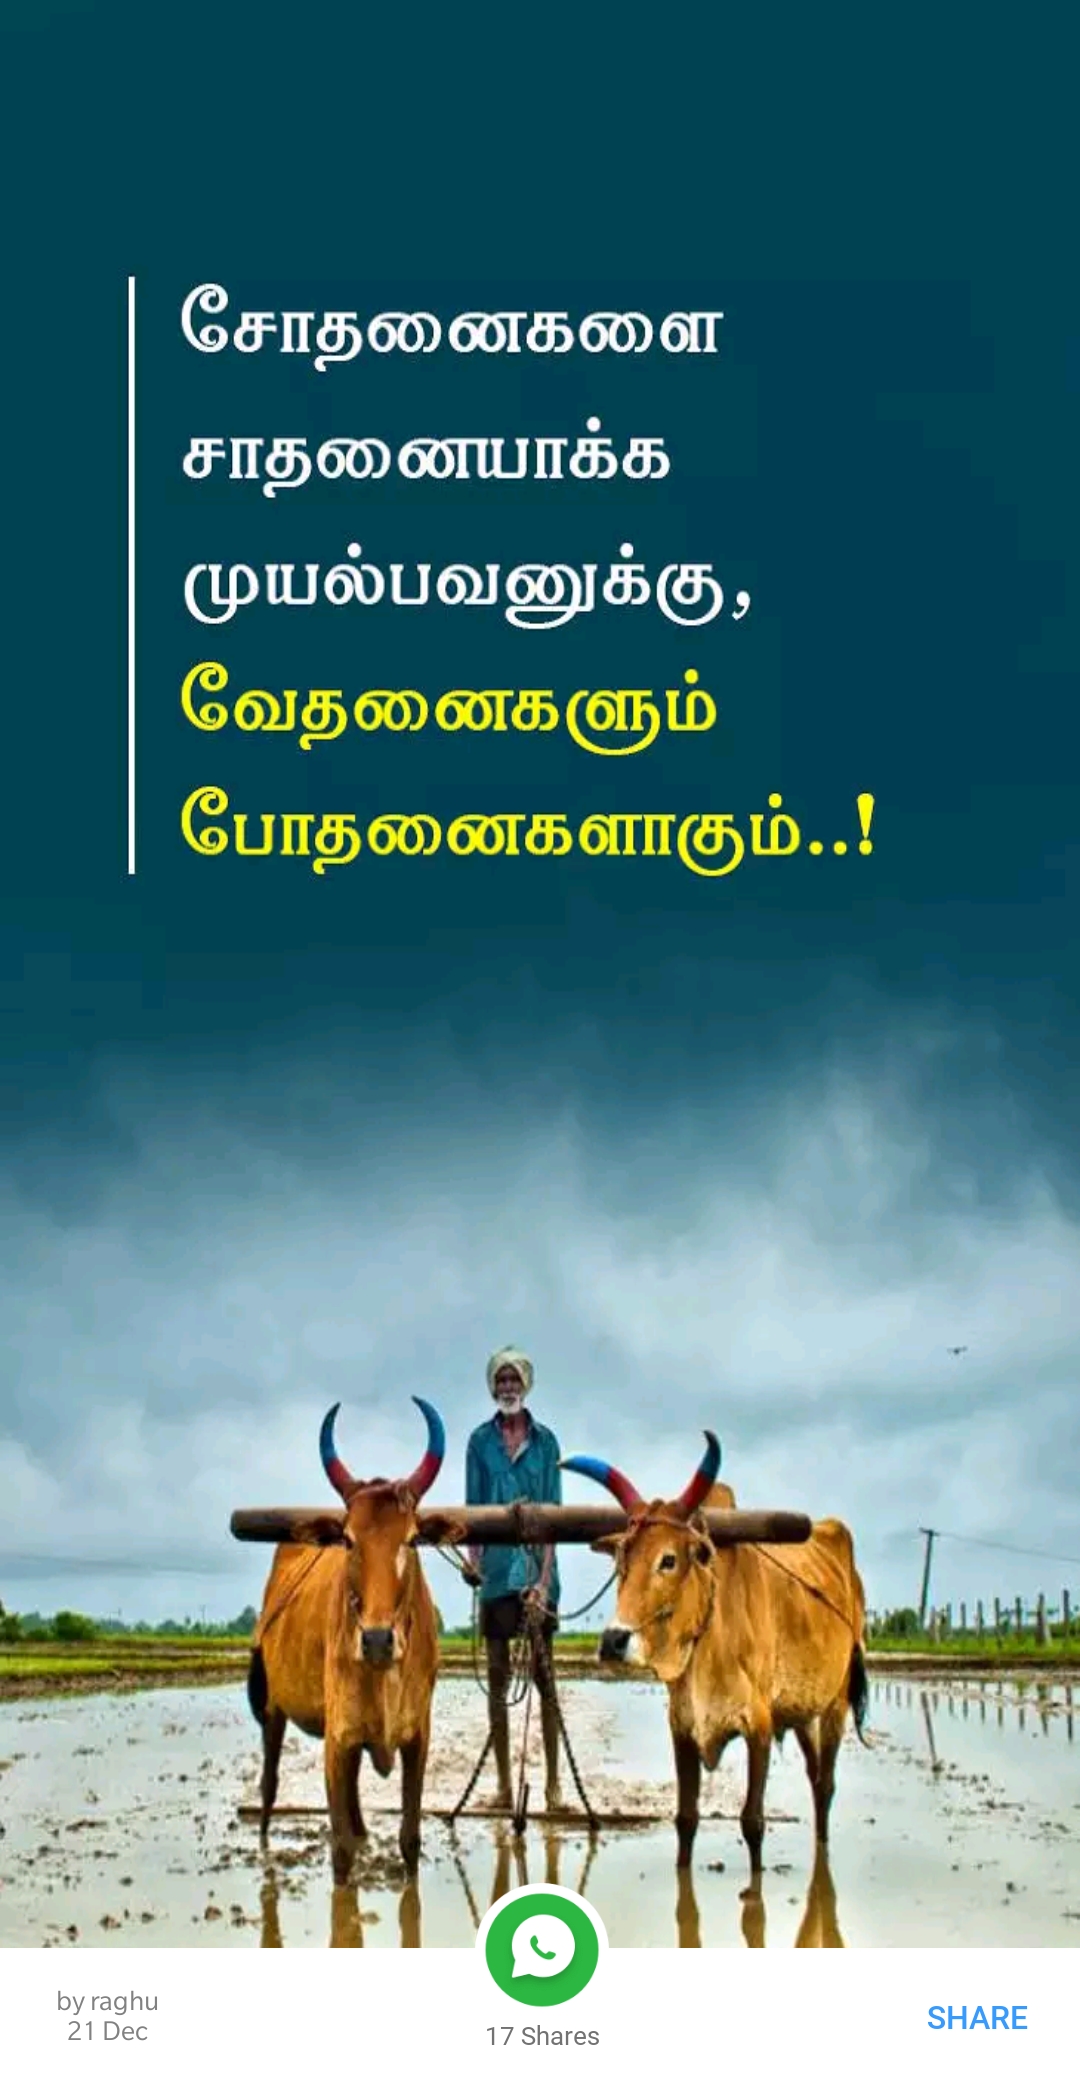 சோதனைகளை
சாதனையாக்க
முயல்பவனுக்கு,
வேதனைகளும்
போதனைகளாகும்..!
by raghu
21 Dec
17 Shares
SHARE